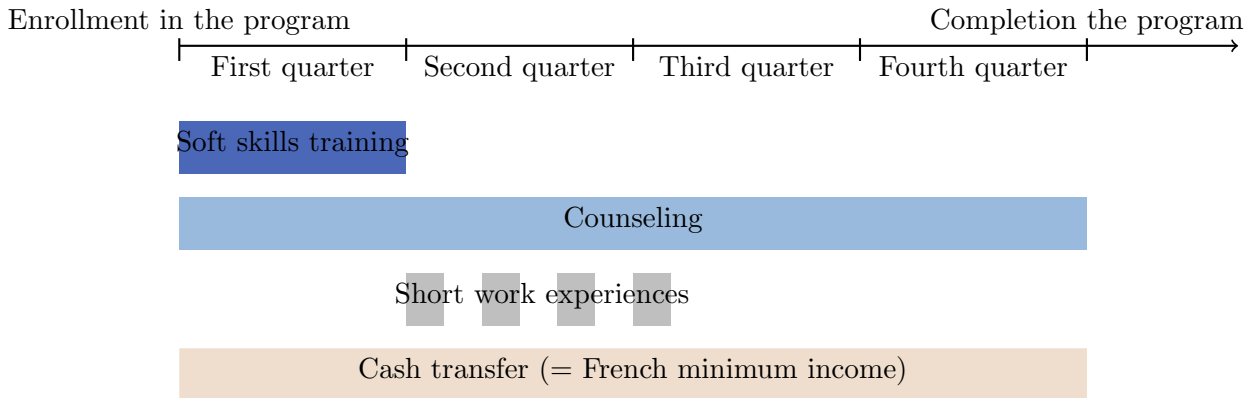 Enrollment in the program
Completion the program
First quarter
Second quarter
Third quarter
Fourth quarter
Soft skills training
Counseling
Short work experiences
Cash transfer (= French minimum income)